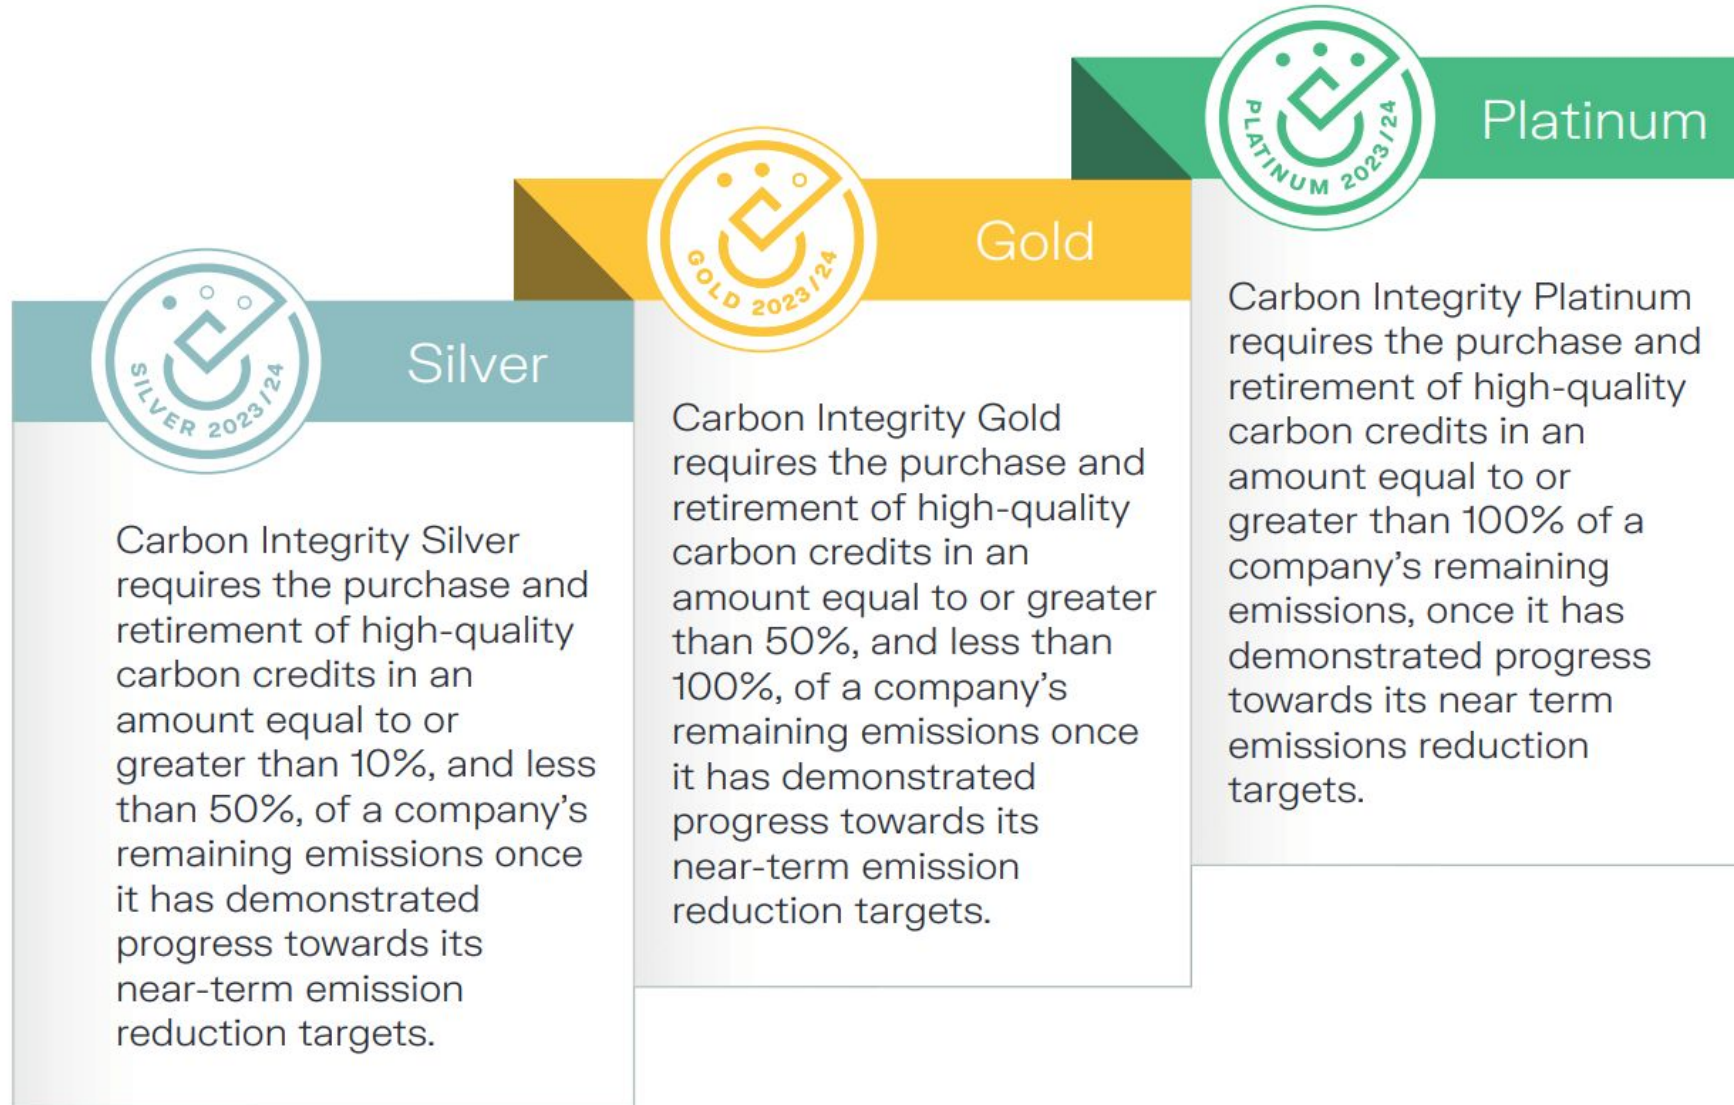 Silver
SILVER 2023/24
Carbon Integrity Silver
requires the purchase and
retirement of high-quality
carbon credits in an
amount equal to or
greater than 10%, and less
than 50%, of a company's
remaining emissions once
it has demonstrated
progress towards its
near-term emission
reduction targets.
Gold
GOLD 2023/24
Carbon Integrity Gold
requires the purchase and
retirement of high-quality
carbon credits in an
amount equal to or greater
than 50%, and less than
100%, of a company's
remaining emissions once
it has demonstrated
progress towards its
near-term emission
reduction targets.
Platinum
PLATINUM 2023/24
Carbon Integrity Platinum
requires the purchase and
retirement of high-quality
carbon credits in an
amount equal to or
greater than 100% of a
company's remaining
emissions, once it has
demonstrated progress
towards its near term
emissions reduction
targets.